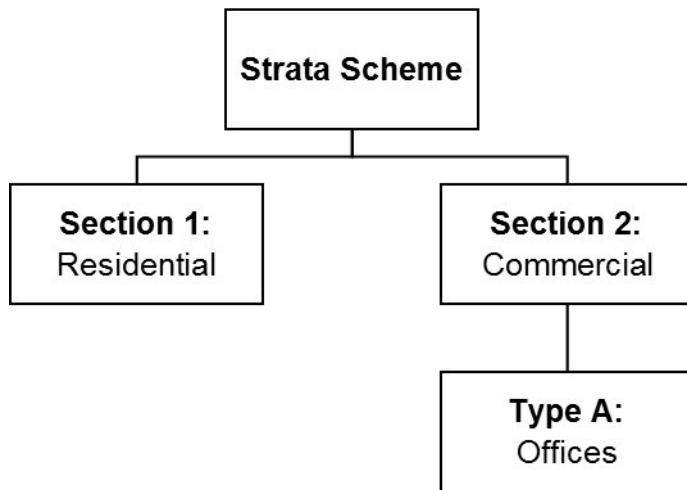 Strata Scheme
Section 1:
Residential
Section 2:
Commercial
Type A:
Offices